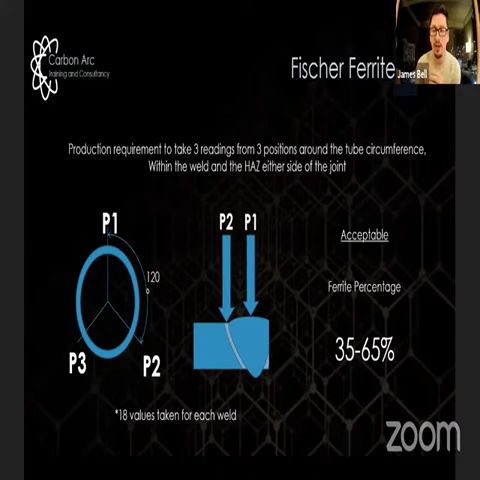 Carbon Arc
Training and Consultancy
Fischer Ferrite
James Bell
Production requirement to take 3 readings from 3 positions around the tube circumference,
Within the weld and the HAZ either side of the joint
P1
P2 P1
Acceptable
120
°
Ferrite Percentage
35-65%
P3
P2
*18 values taken for each weld
zoom